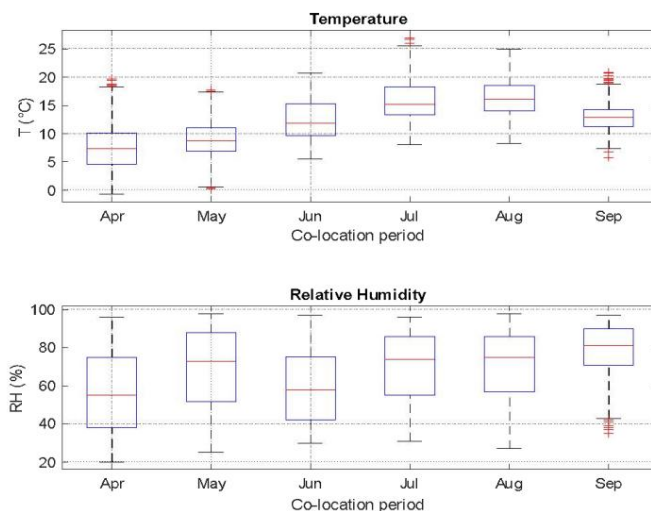 Temperature
25
20
15
10
5
0
T (°C)
Apr May Jun Jul Aug Sep
Co-location period
Relative Humidity
100
80
60
40
20
RH (%)
Apr May Jun Jul Aug Sep
Co-location period